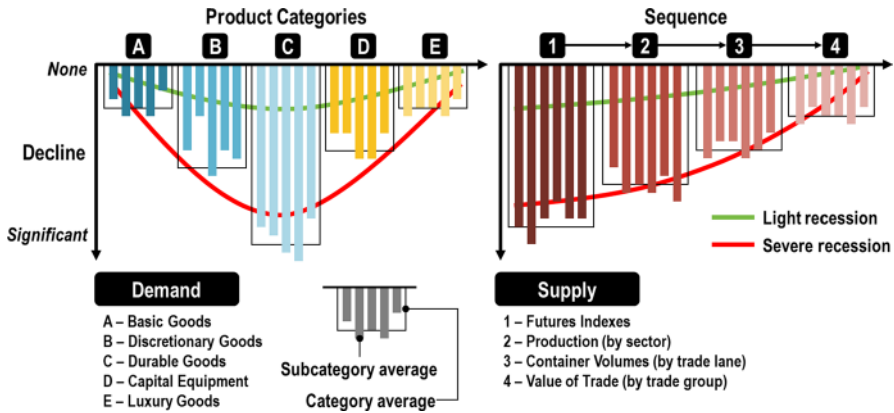 Product Categories
Sequence
A B C D E
1 2 3 4
None
Decline
Significant
Light recession
Severe recession
Demand
A – Basic Goods
B – Discretionary Goods
C – Durable Goods
D – Capital Equipment
E – Luxury Goods
Subcategory average
Category average
Supply
1 – Futures Indexes
2 – Production (by sector)
3 – Container Volumes (by trade lane)
4 – Value of Trade (by trade group)